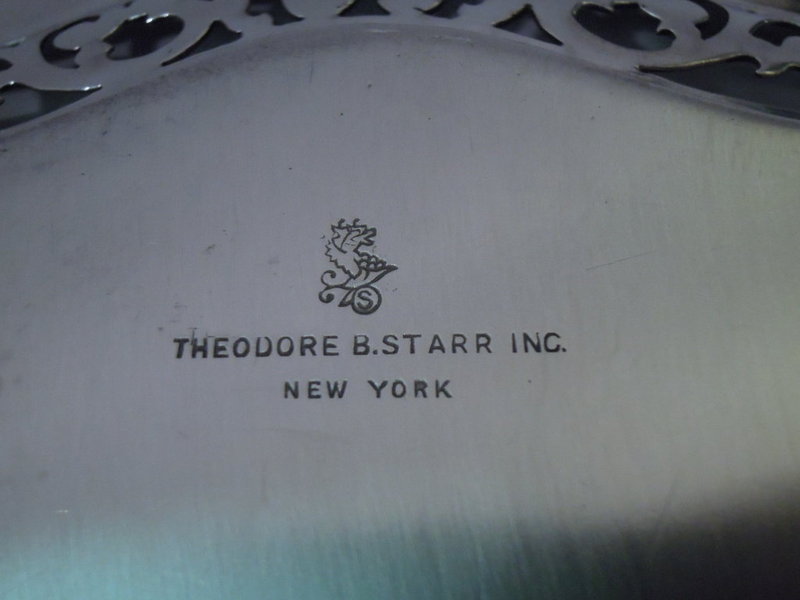 S
THEODORE B. STARR INC.
NEW YORK